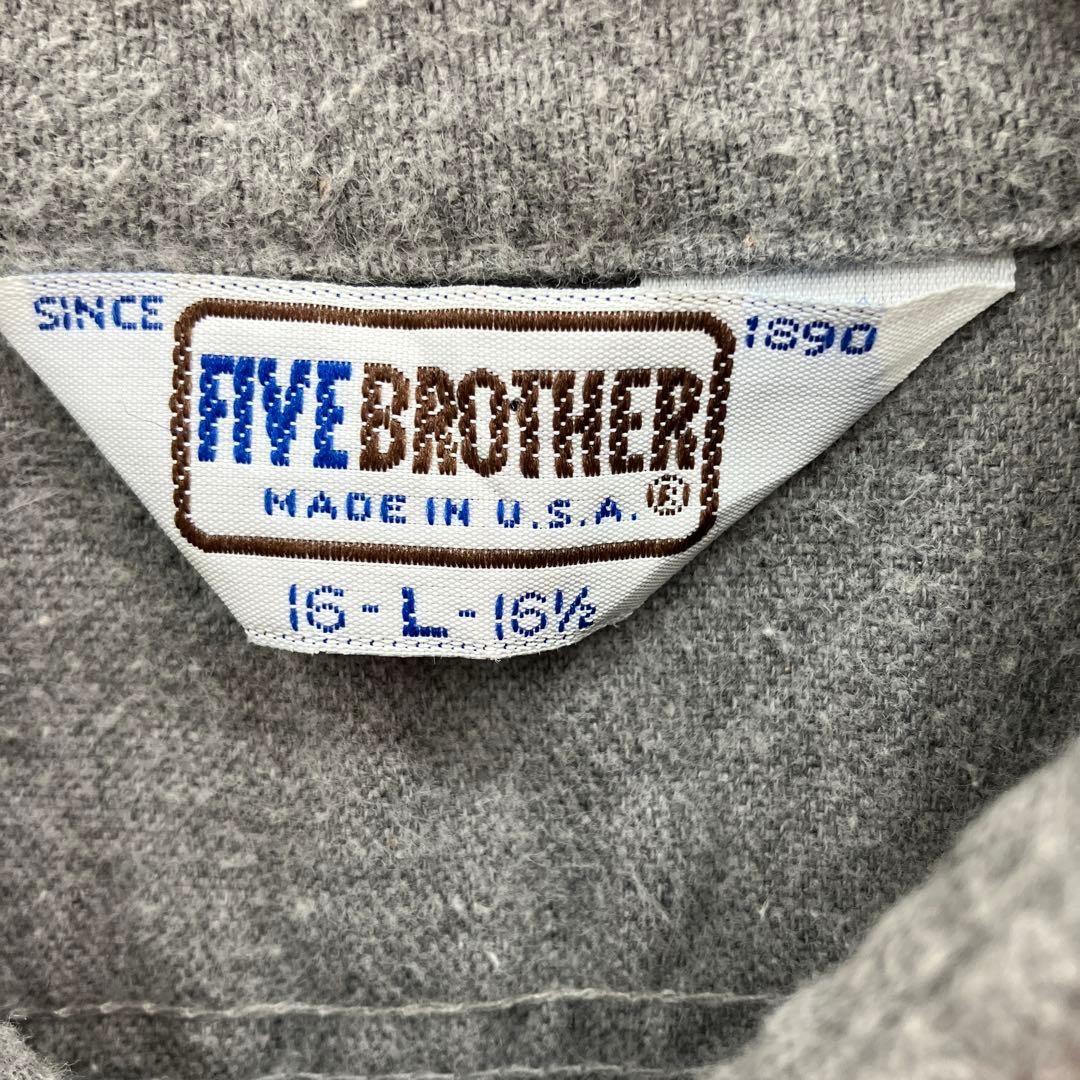 SINCE 1890
FIVE BROTHER
MADE IN U.S.A. ®
16 - L - 16½